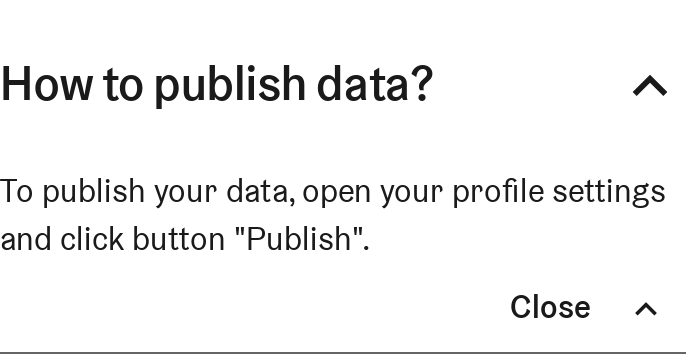 How to publish data?
To publish your data, open your profile settings
and click button "Publish".
Close